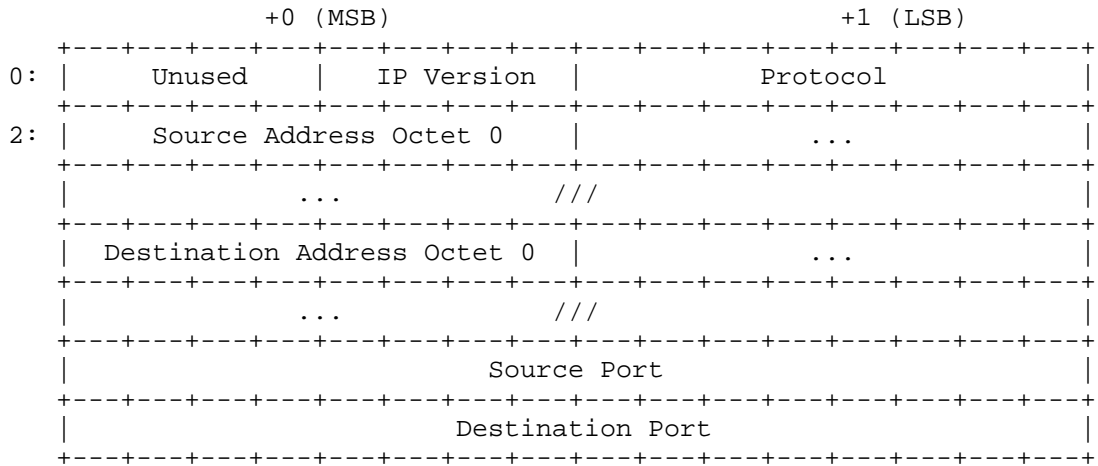 +0 (MSB) +1 (LSB)
+---+---+---+---+---+---+---+---+---+---+---+---+---+---+---+---+
0: | Unused | IP Version | Protocol |
+---+---+---+---+---+---+---+---+---+---+---+---+---+---+---+---+
2: | Source Address Octet 0 | ... |
+---+---+---+---+---+---+---+---+---+---+---+---+---+---+---+---+
| ... /// |
+---+---+---+---+---+---+---+---+---+---+---+---+---+---+---+---+
| Destination Address Octet 0 | ... |
+---+---+---+---+---+---+---+---+---+---+---+---+---+---+---+---+
| ... /// |
+---+---+---+---+---+---+---+---+---+---+---+---+---+---+---+---+
| Source Port |
+---+---+---+---+---+---+---+---+---+---+---+---+---+---+---+---+
| Destination Port |
+---+---+---+---+---+---+---+---+---+---+---+---+---+---+---+---+